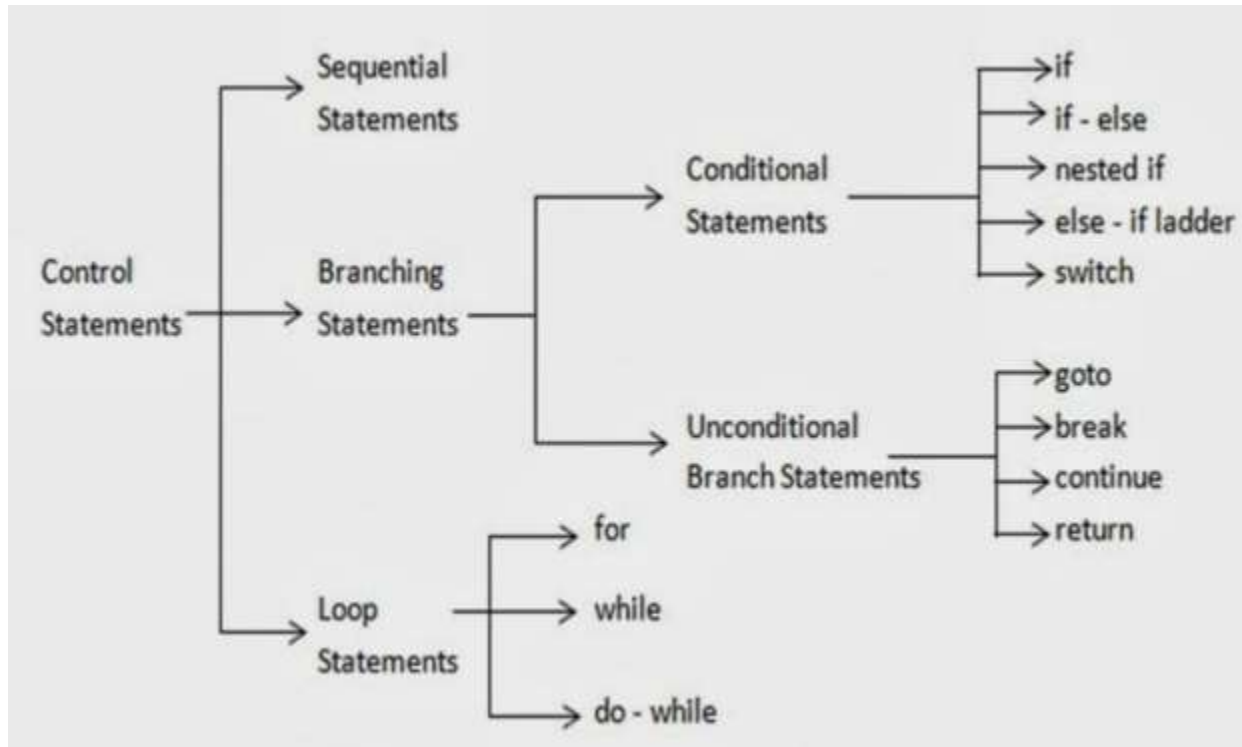 Sequential
Statements
if
if - else
Conditional
Statements
nested if
else - if ladder
switch
Control
Statements
Branching
Statements
goto
Unconditional
Branch Statements
break
continue
return
for
Loop
Statements
while
do - while